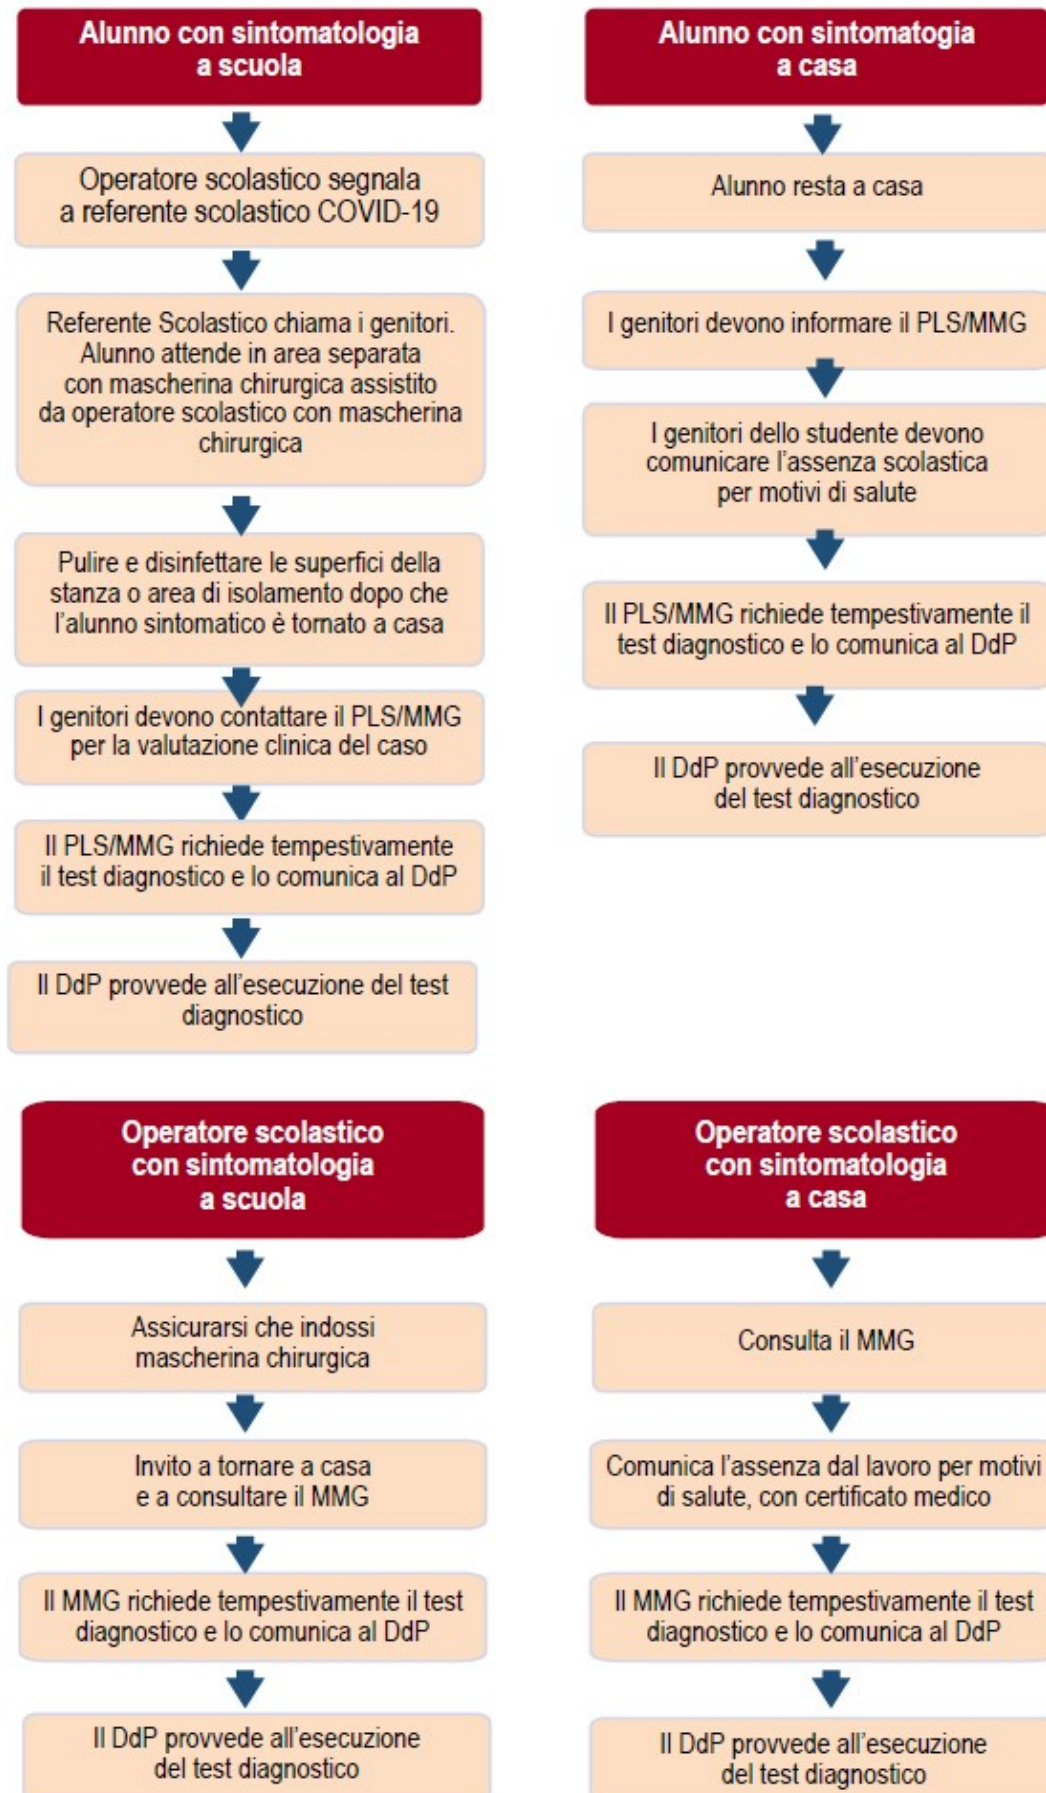 Alunno con sintomatologia
a scuola
Operatore scolastico segnala
a referente scolastico COVID-19
Referente Scolastico chiama i genitori.
Alunno attende in area separata
con mascherina chirurgica assistito
da operatore scolastico con mascherina
chirurgica
Pulire e disinfettare le superfici della
stanza o area di isolamento dopo che
l'alunno sintomatico è tornato a casa
I genitori devono contattare il PLS/MMG
per la valutazione clinica del caso
Il PLS/MMG richiede tempestivamente
il test diagnostico e lo comunica al DdP
Il DdP provvede all'esecuzione del test
diagnostico
Alunno con sintomatogia
a casa
Alunno resta a casa
I genitori devono informare il PLS/MMG
I genitori dello studente devono
comunicare l'assenza scolastica
per motivi di salute
Il PLS/MMG richiede tempestivamente il
test diagnostico e lo comunica al DdP
Il DdP provvede all'esecuzione
del test diagnostico
Operatore scolastico
con sintomatologia
a scuola
Assicurarsi che indossi
mascherina chirurgica
Invito a tornare a casa
e a consultare il MMG
Il MMG richiede tempestivamente il test
diagnostico e lo comunica al DdP
Il DdP provvede all'esecuzione
del test diagnostico
Operatore scolastico
con sintomatologia
a casa
Consulta il MMG
Comunica l'assenza dal lavoro per motivi
di salute, con certificato medico
Il MMG richiede tempestivamente il test
diagnostico e lo comunica al DdP
Il DdP provvede all'esecuzione
del test diagnostico